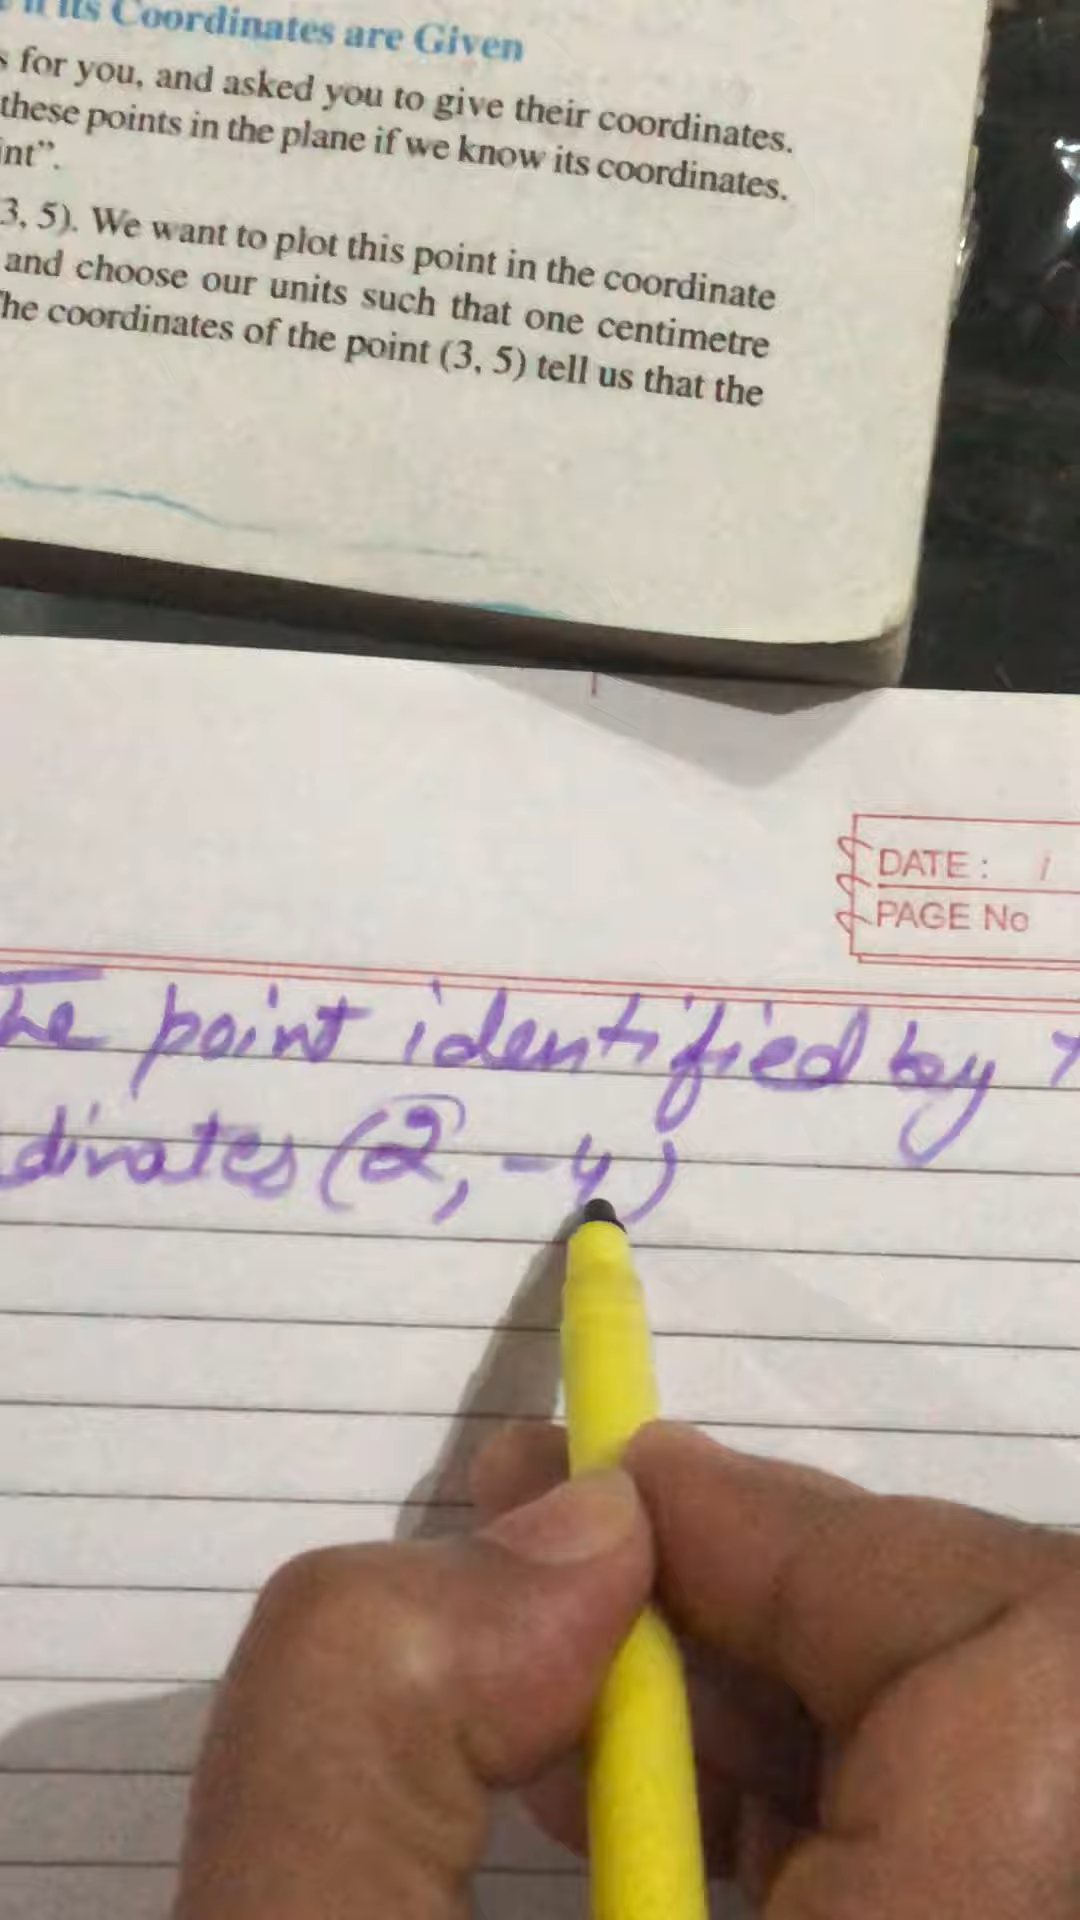 its Coordinates are Given
for you, and asked you to give their coordinates.
these points in the plane if we know its coordinates.
int”.
3, 5). We want to plot this point in the coordinate
and choose our units such that one centimetre
he coordinates of the point (3, 5) tell us that the
DATE :
PAGE No
he point identified by
dinates (2, -4)